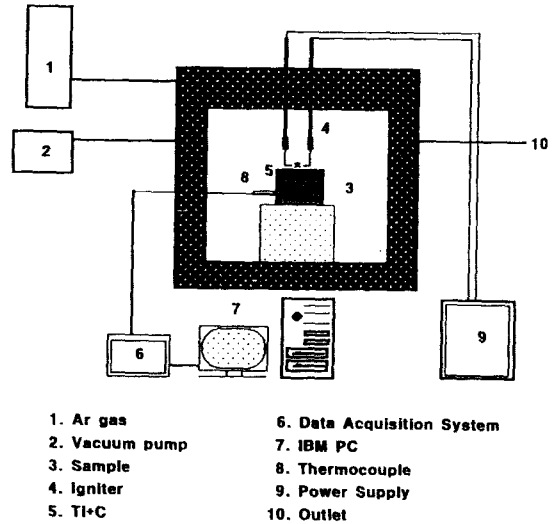 1
4
10
2
5
8
3
7
6
9
1. Ar gas
2. Vacuum pump
3. Sample
4. Igniter
5. Ti+C
6. Data Acquisition System
7. IBM PC
8. Thermocouple
9. Power Supply
10. Outlet